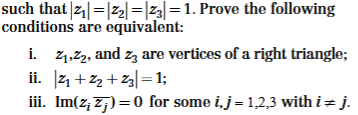 such that |z₁|=|z₂|=|z₃|=1. Prove the following
conditions are equivalent:
i. z₁,z₂, and z₃ are vertices of a right triangle;
ii. |z₁+z₂+z₃|=1;
iii. Im(zᵢ z̄ⱼ)=0 for some i,j=1,2,3 with i≠j.